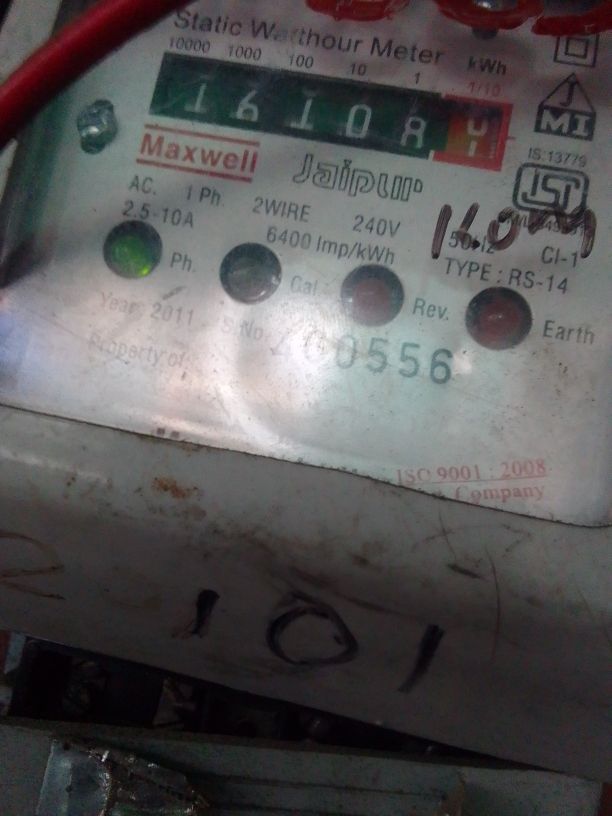 Static Watthour Meter
10000 1000 100 10 1 kWh
1/10
16108
J
MI
IS:13779
Maxwell
Jaipur
AC. 1 Ph. 2WIRE 240V
2.5-10A 6400 Imp/kWh
Cl-1
TYPE : RS-14
Ph. Cal. Rev. Earth
Year: 2011 S.No.
0556
Property of
ISO 9001 : 2008
Company
101